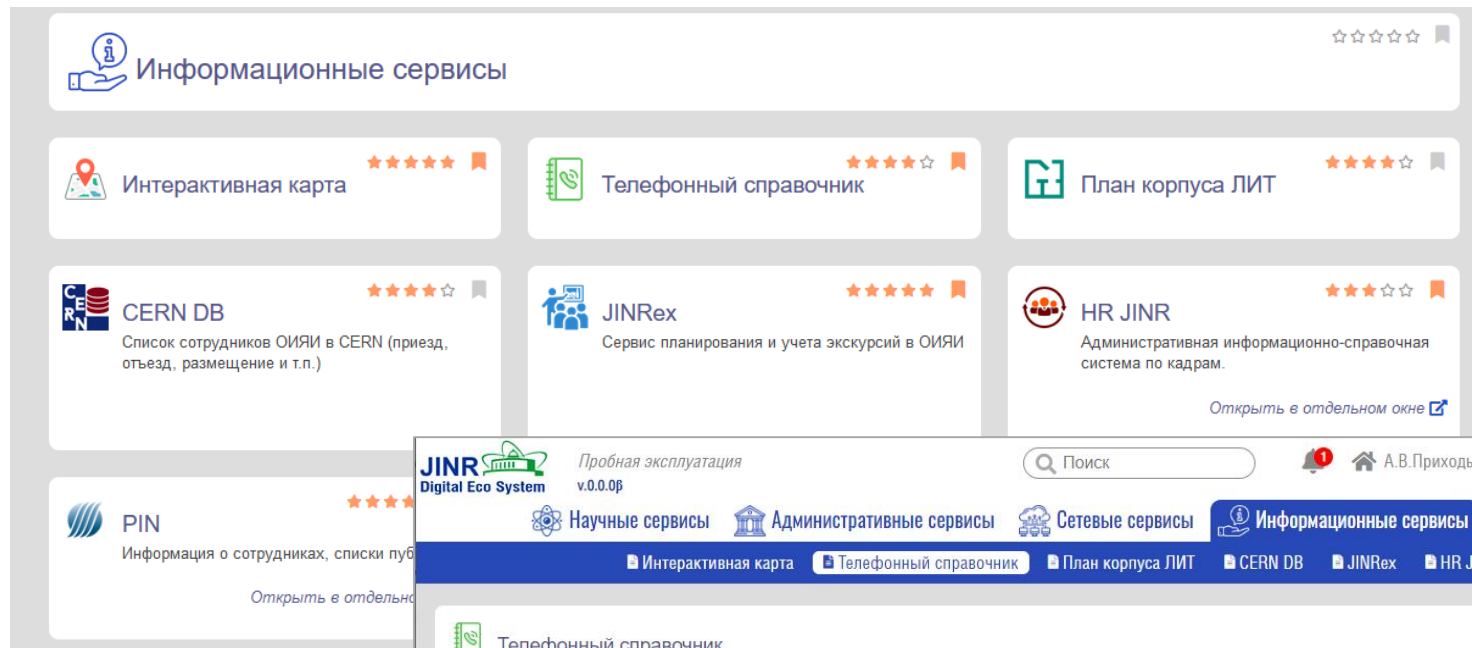 Информационные сервисы
Интерактивная карта
Телефонный справочник
План корпуса ЛИТ
CERN
CERN DB
Список сотрудников ОИЯИ в CERN (приезд,
отъезд, размещение и т.п.)
JINRex
Сервис планирования и учета экскурсий в ОИЯИ
HR JINR
Административная информационно-справочная
система по кадрам.
Открыть в отдельном окне
PIN
Информация о сотрудниках, списки
Открыть в
JINR
Digital Eco System
Пробная эксплуатация
v.0.0.0β
Поиск
1
А.В.
Научные сервисы
Административные сервисы
Сетевые сервисы
Информационные сервисы
Интерактивная карта
Телефонный справочник
План корпуса ЛИТ
CERN DB
JINRex
HR
Телефонный справочник